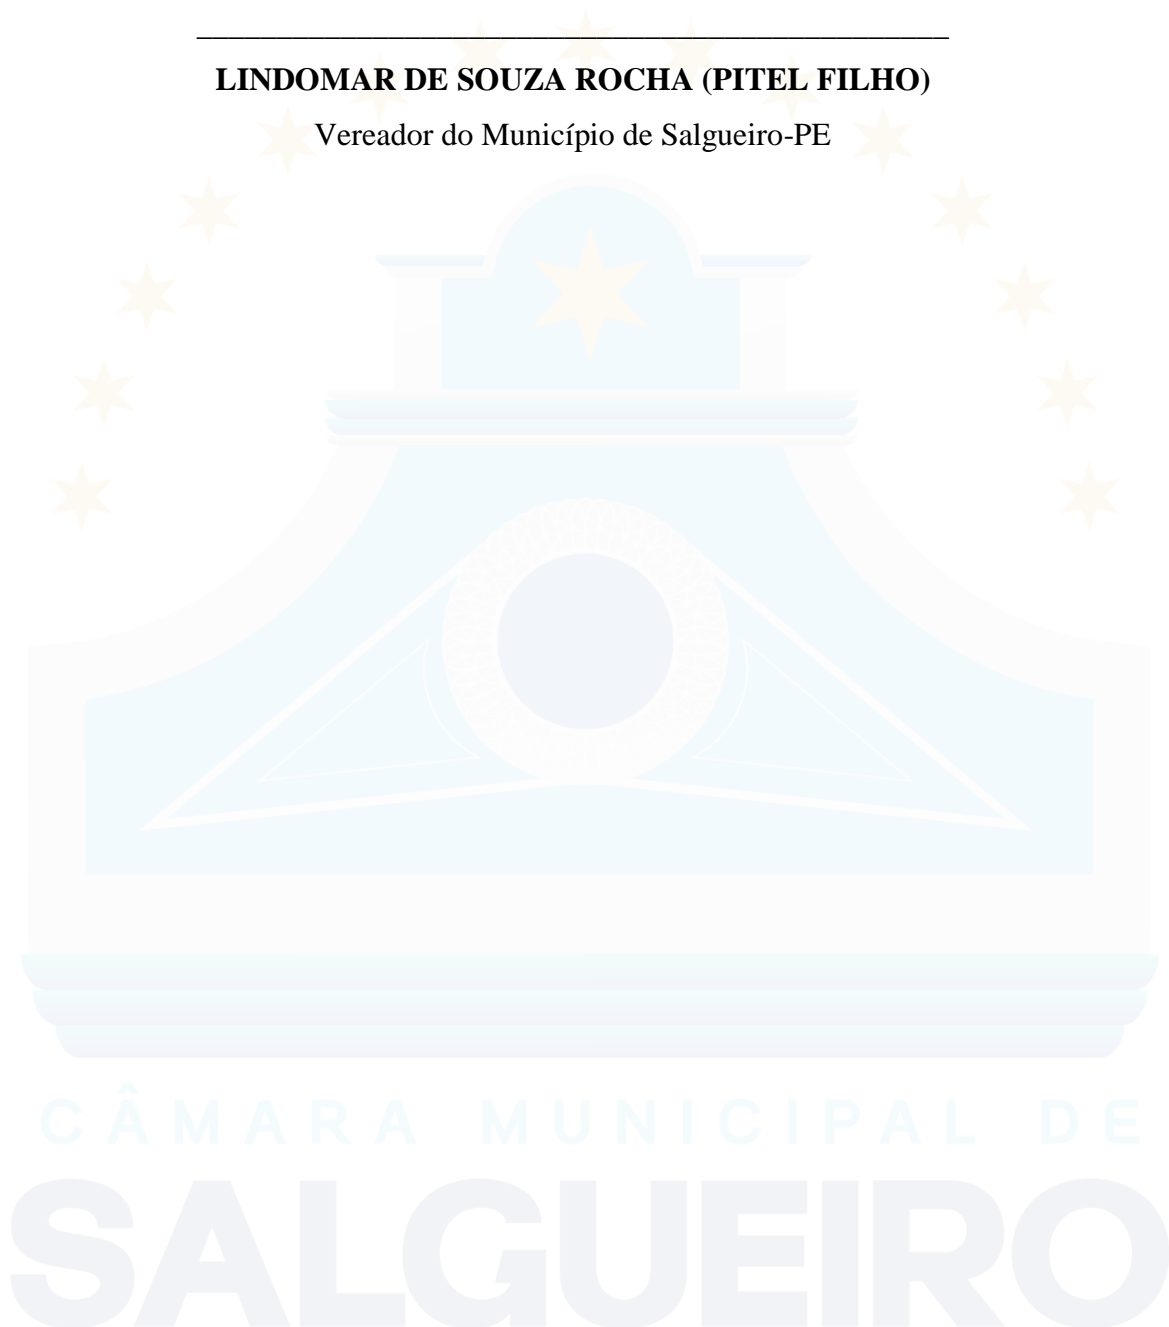 LINDOMAR DE SOUZA ROCHA (PITEL FILHO)
Vereador do Município de Salgueiro-PE
CÂMARA MUNICIPAL DE
SALGUEIRO